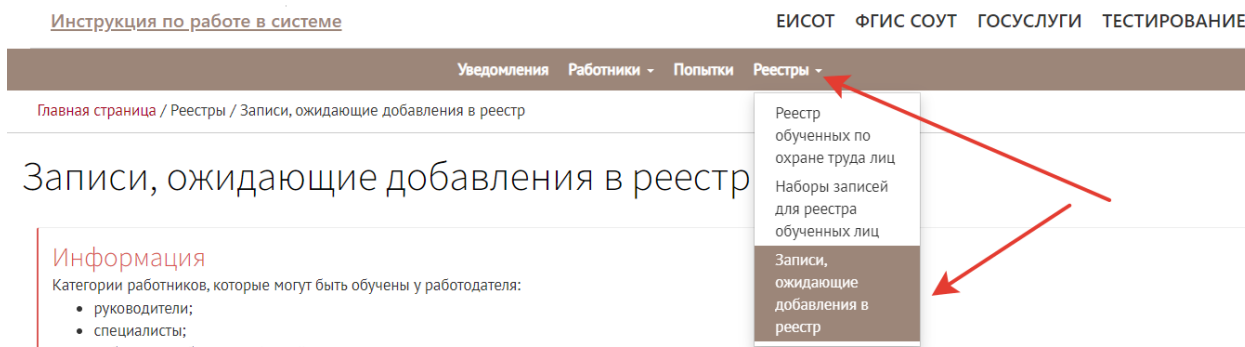 Инструкция по работе в системе
ЕИСОТ ФГИС СОУТ ГОСУСЛУГИ ТЕСТИРОВАНИЕ
Уведомления Работники Попытки Реестры
Главная страница / Реестры / Записи, ожидающие добавления в реестр
Реестр
обученных по
охране труда лиц
Наборы записей
для реестра
обученных лиц
Записи,
ожидающие
добавления в
реестр
Записи, ожидающие добавления в реестр
Информация
Категории работников, которые могут быть обучены у работодателя:
• руководители;
• специалисты;